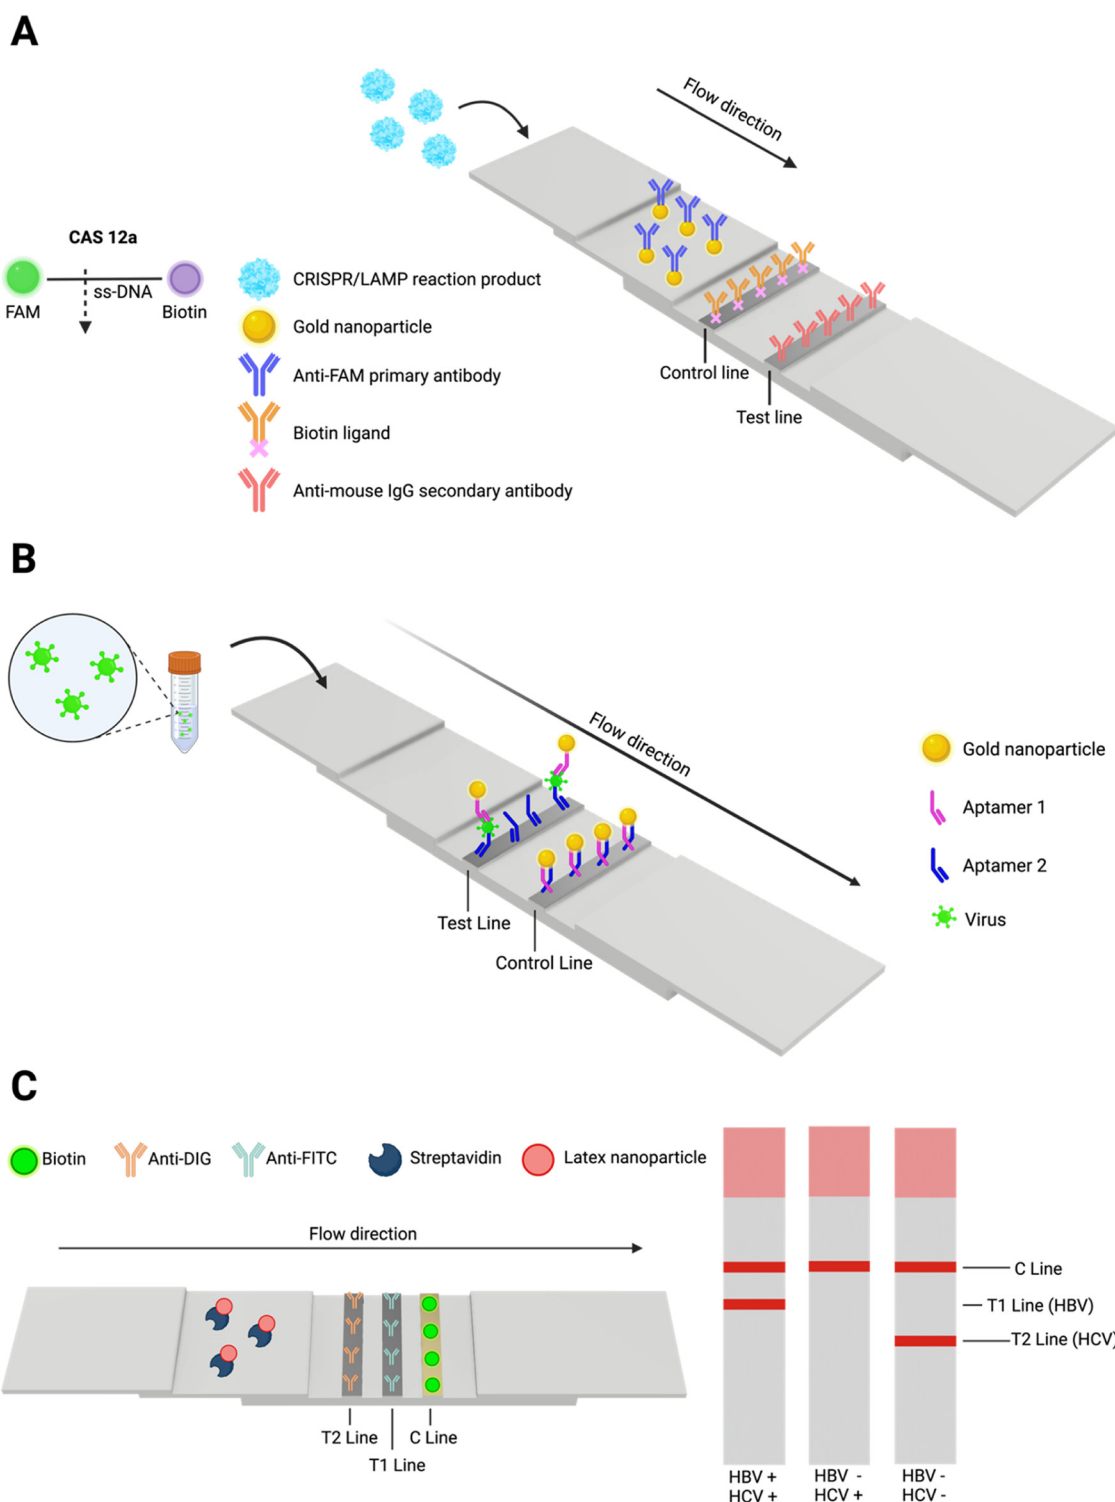 A
Flow direction
CAS 12a
ss-DNA
FAM
Biotin
CRISPR/LAMP reaction product
Gold nanoparticle
Anti-FAM primary antibody
Biotin ligand
Anti-mouse IgG secondary antibody
Control line
Test line
B
Flow direction
Test Line
Control Line
Gold nanoparticle
Aptamer 1
Aptamer 2
Virus
C
Biotin
Anti-DIG
Anti-FITC
Streptavidin
Latex nanoparticle
Flow direction
T2 Line
C Line
T1 Line
C Line
T1 Line (HBV)
T2 Line (HCV)
HBV +
HCV +
HBV -
HCV +
HBV -
HCV -